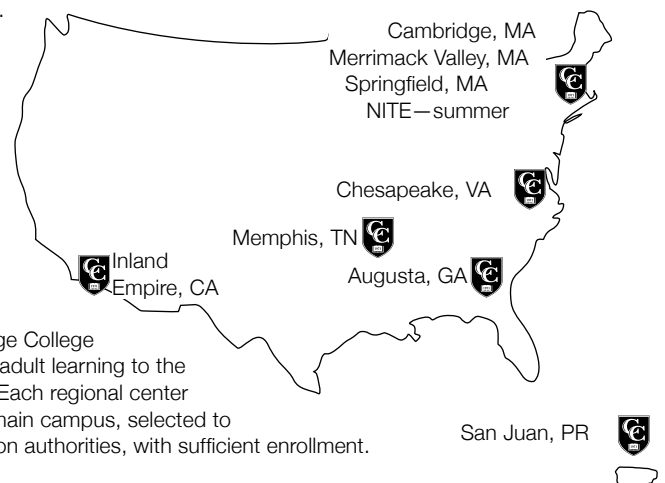 Cambridge, MA
Merrimack Valley, MA
Springfield, MA
NITE—summer
Chesapeake, VA
Memphis, TN
Augusta, GA
Inland
Empire, CA
ge College
adult learning to the
Each regional center
main campus, selected to
on authorities, with sufficient enrollment.
San Juan, PR